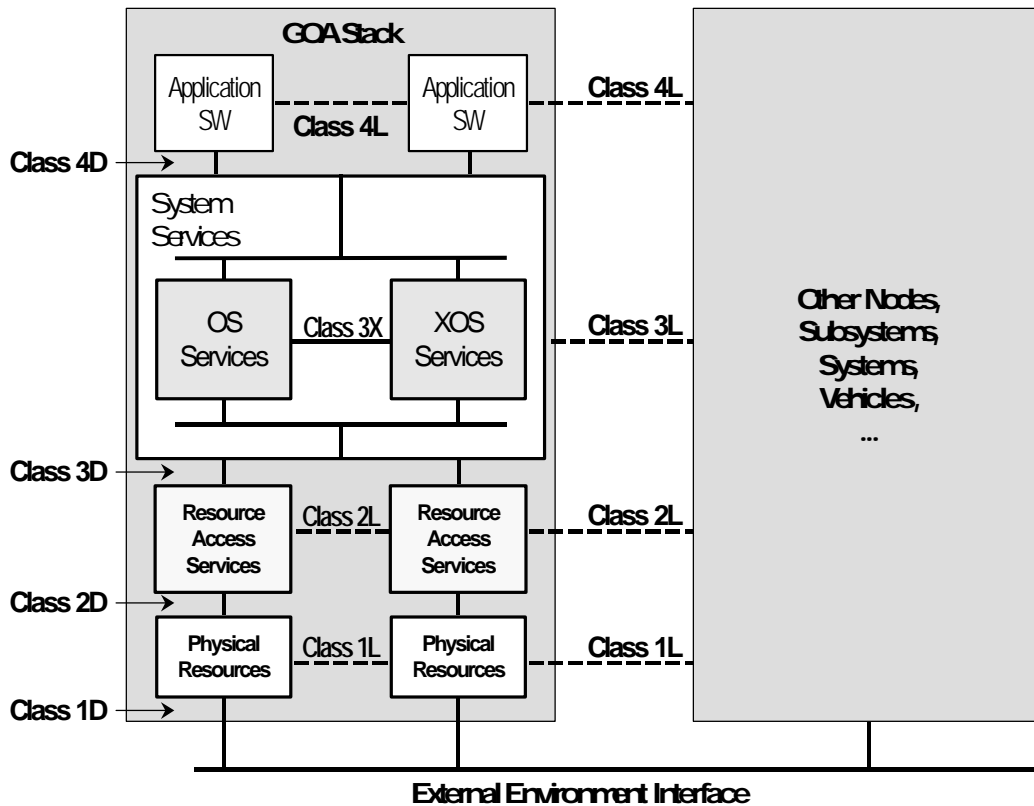 GOA Stack
Application
SW
Class 4L
Application
SW
Class 4L
Class 4D
System
Services
OS
Services
Class 3X
XOS
Services
Class 3L
Other Nodes,
Subsystems,
Systems,
Vehicles,
...
Class 3D
Resource
Access
Services
Class 2L
Resource
Access
Services
Class 2L
Class 2D
Physical
Resources
Class 1L
Physical
Resources
Class 1L
Class 1D
External Environment Interface